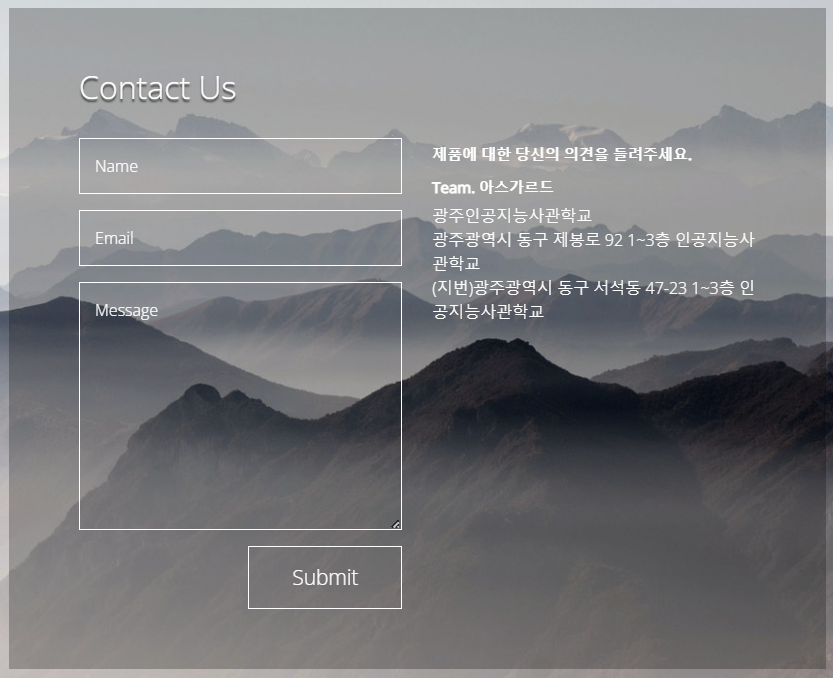 Contact Us
Name
Email
Message
Submit
제품에 대한 당신의 의견을 들려주세요.
Team. 아스가르드
광주인공지능사관학교
광주광역시 동구 제봉로 92 1~3층 인공지능사
관학교
(지번)광주광역시 동구 서석동 47-23 1~3층 인
공지능사관학교